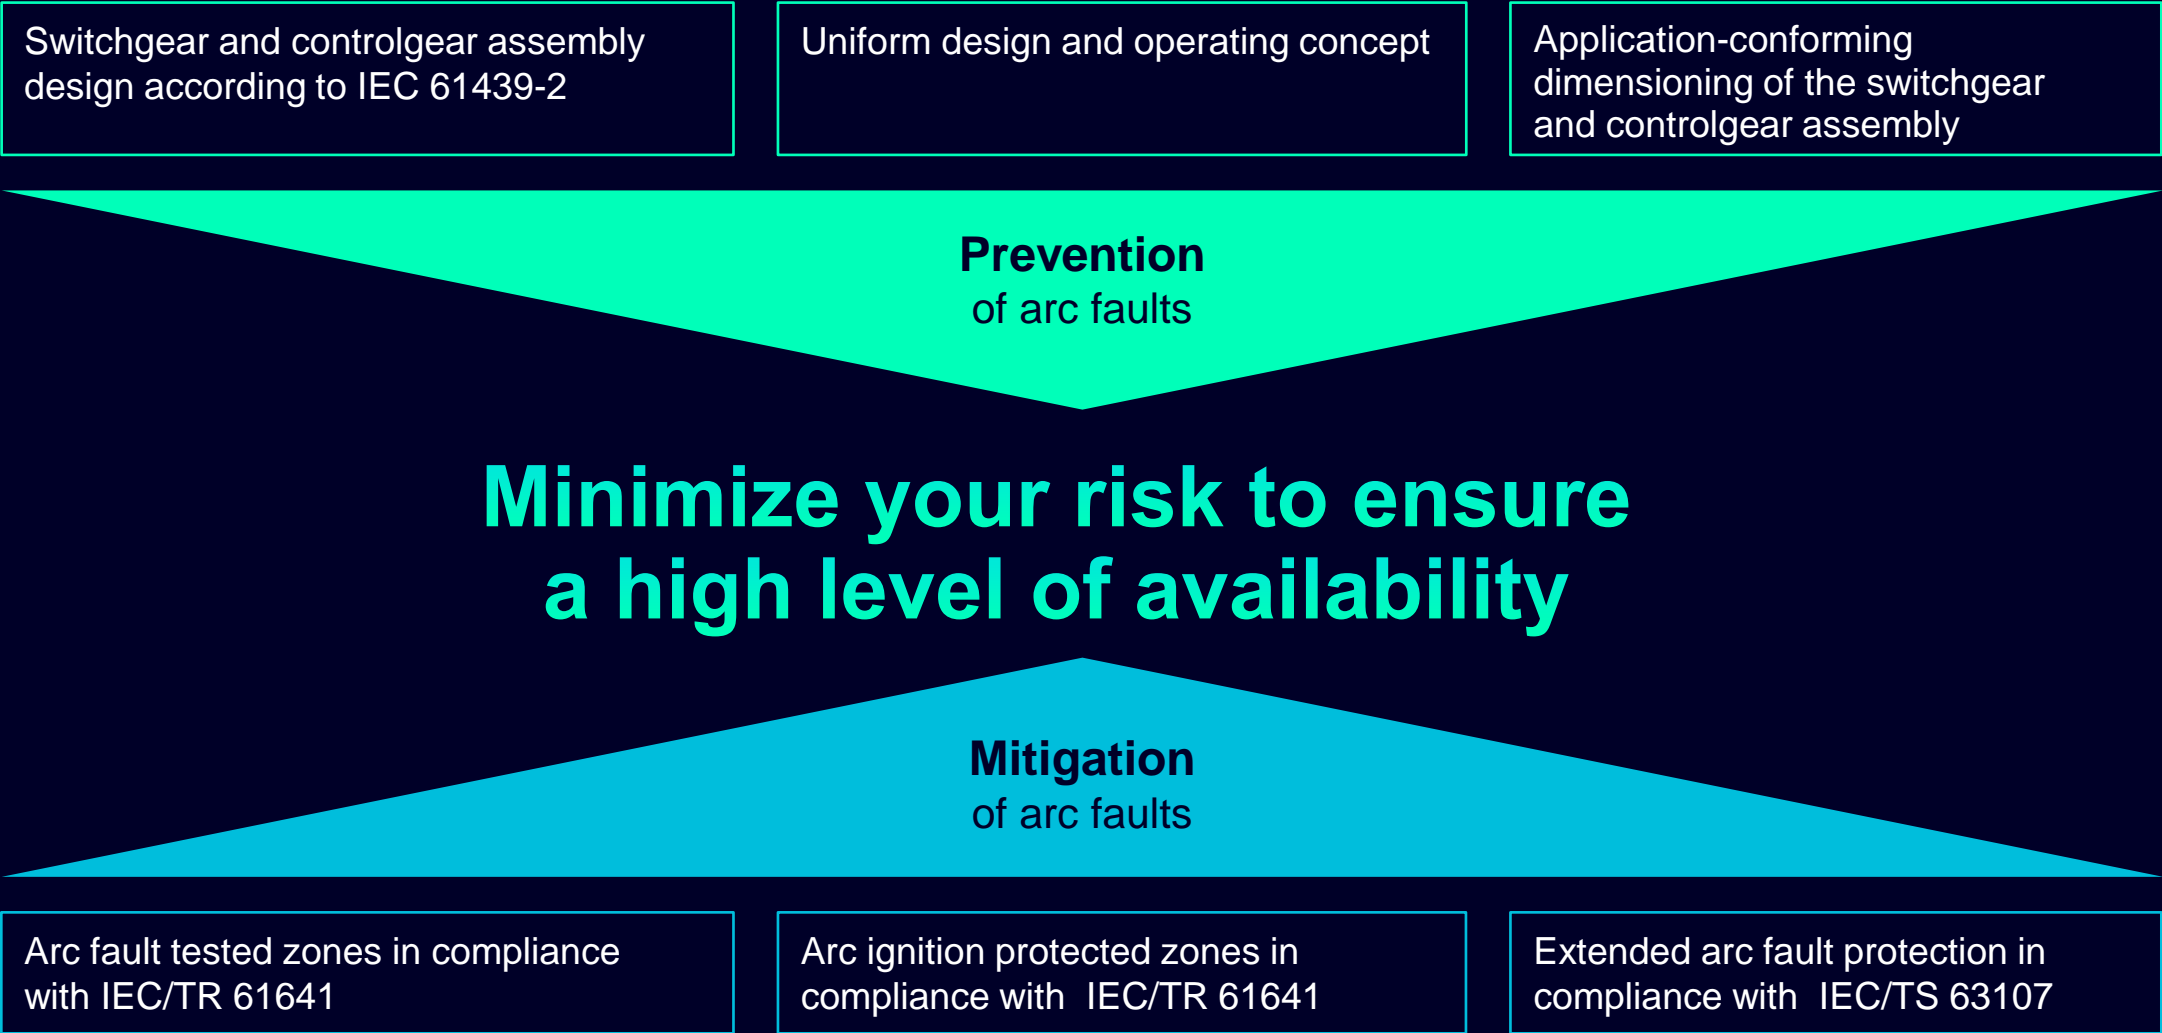 Switchgear and controlgear assembly
design according to IEC 61439-2
Uniform design and operating concept
Application-conforming
dimensioning of the switchgear
and controlgear assembly
Prevention
of arc faults
Minimize your risk to ensure
a high level of availability
Mitigation
of arc faults
Arc fault tested zones in compliance
with IEC/TR 61641
Arc ignition protected zones in
compliance with  IEC/TR 61641
Extended arc fault protection in
compliance with  IEC/TS 63107